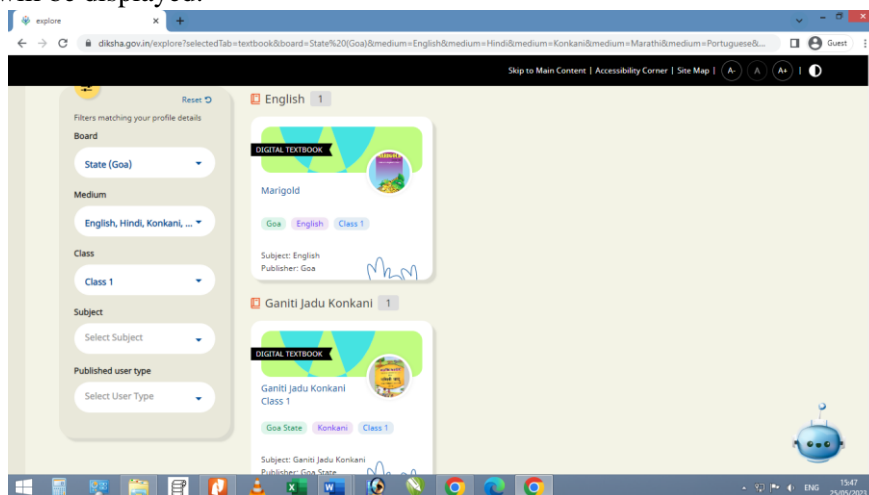 will be displayed.
explore
diksha.gov.in/explore?selectedTab=textbook&board=State%20(Goa)&medium=English&medium=Hindi&medium=Konkani&medium=Marathi&medium=Portuguese&...
Guest
Skip to Main Content | Accessibility Corner | Site Map | A- A A+ |
Reset
Filters matching your profile details
Board
State (Goa)
Medium
English, Hindi, Konkani, ...
Class
Class 1
Subject
Select Subject
Published user type
Select User Type
English 1
DIGITAL TEXTBOOK
Marigold
Goa English Class 1
Subject: English
Publisher: Goa
Ganiti Jadu Konkani 1
DIGITAL TEXTBOOK
Ganiti Jadu Konkani
Class 1
Goa State Konkani Class 1
Subject: Ganiti Jadu Konkani
Publisher: Goa State
ENG
15:47
25/05/2023